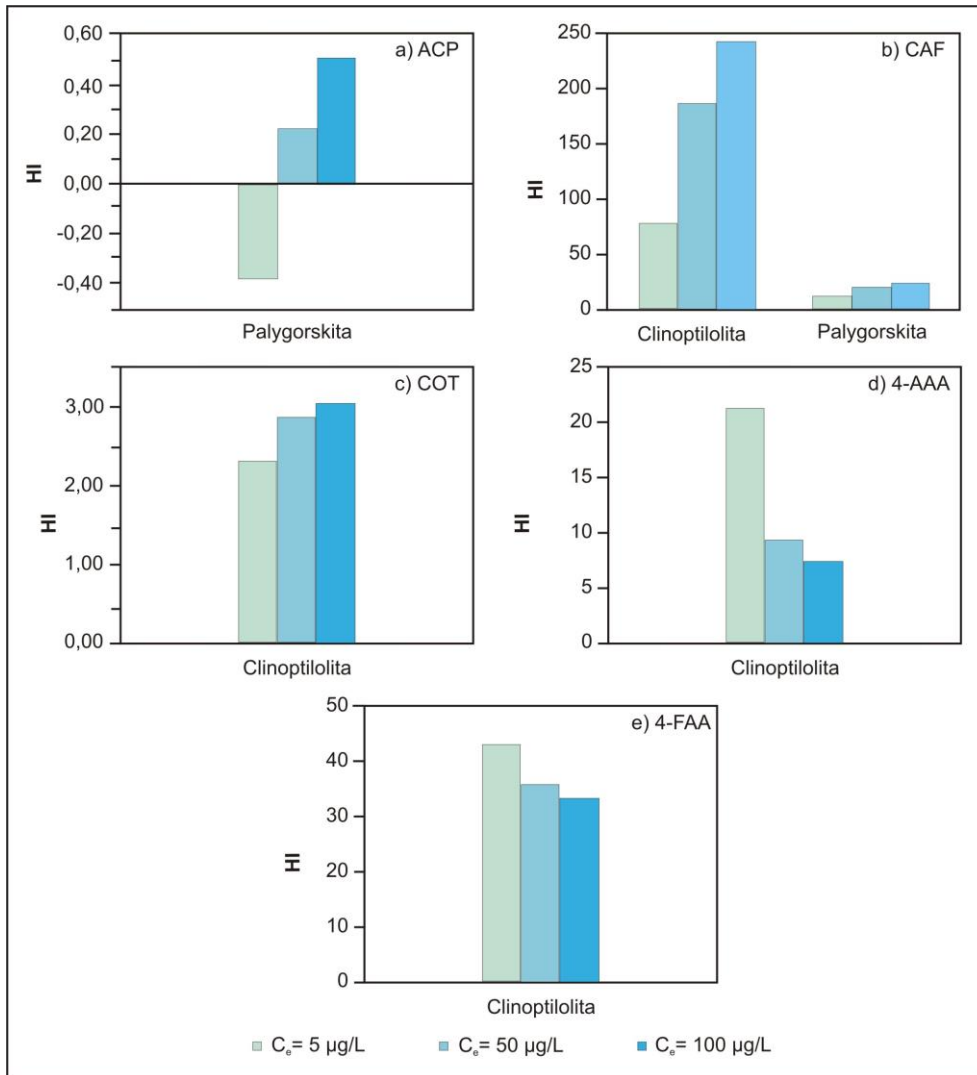 a) ACP
HI
0,60
0,40
0,20
0,00
-0,20
-0,40
Palygorskita
b) CAF
HI
250
200
150
100
50
0
Clinoptilolita Palygorskita
c) COT
HI
3,00
2,00
1,00
0,00
Clinoptilolita
d) 4-AAA
HI
25
20
15
10
5
0
Clinoptilolita
e) 4-FAA
HI
50
40
30
20
10
0
Clinoptilolita
Ce= 5 µg/L Ce= 50 µg/L Ce= 100 µg/L